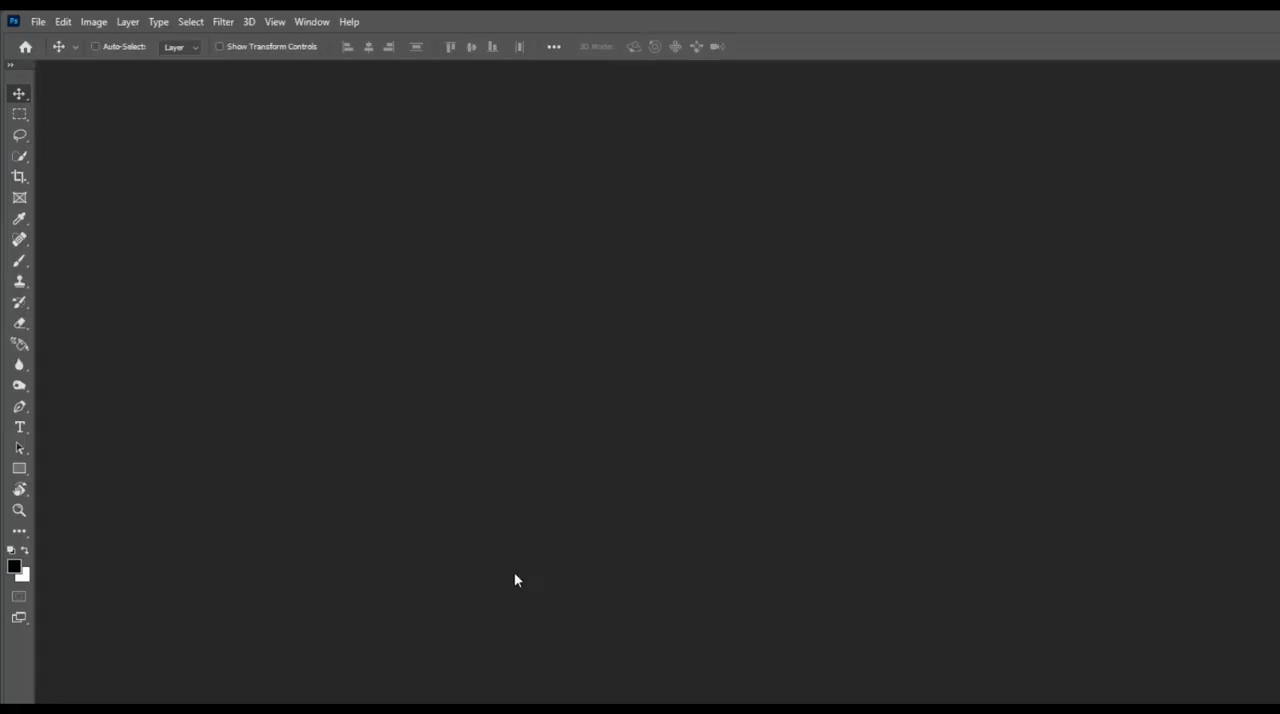 Ps File Edit Image Layer Type Select Filter 3D View Window Help
Auto-Select: Layer Show Transform Controls 3D Mode: